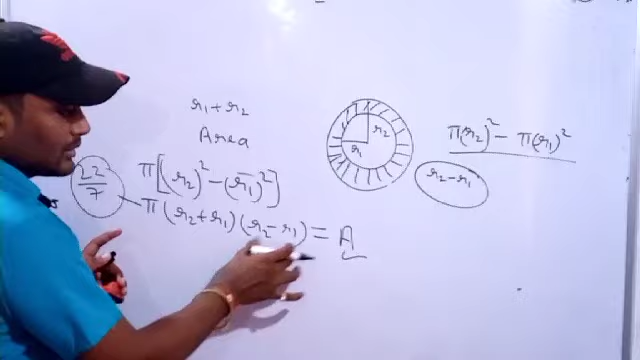 r₁ + r₂
Area
π[(r₂)² - (r₁)²]
22/7
π(r₂+r₁)(r₂-r₁) = A
r₂
r₁
π(r₂)² - π(r₁)²
r₂-r₁